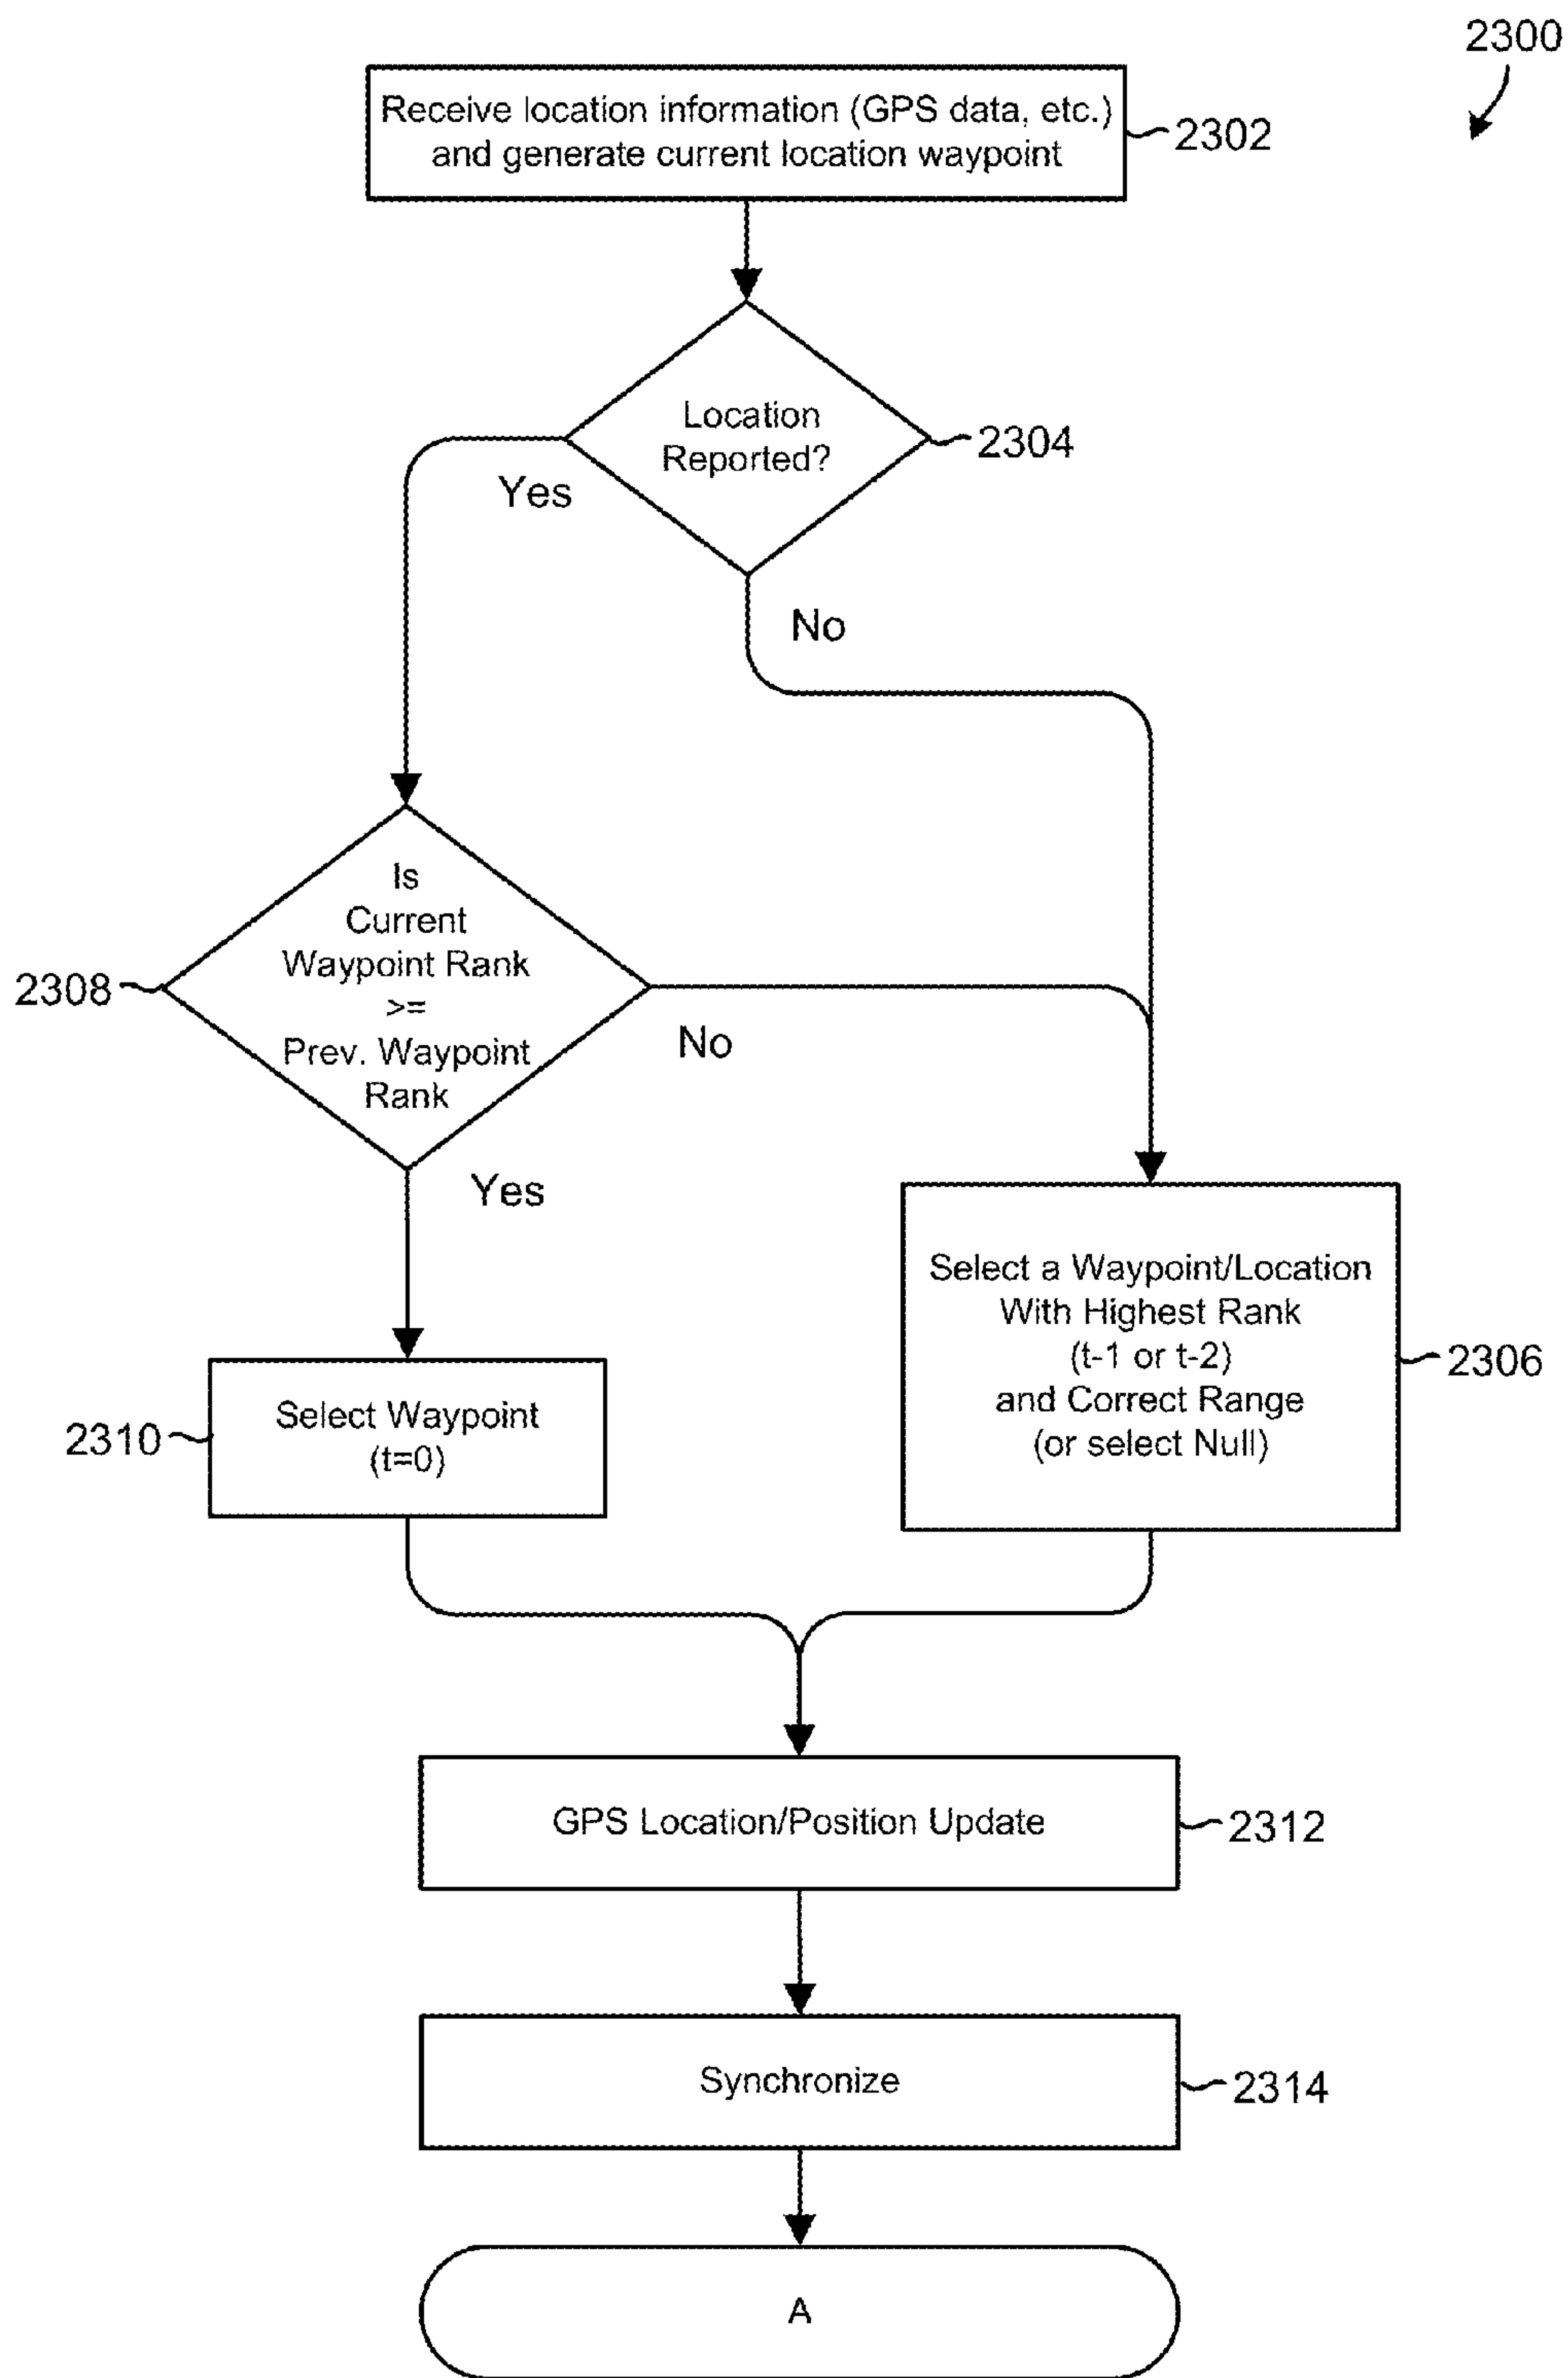 2300
Receive location information (GPS data, etc.)
and generate current location waypoint
2302
Location
Reported?
2304
Yes
No
Is
Current
Waypoint Rank
>=
Prev. Waypoint
Rank
2308
No
Yes
Select a Waypoint/Location
With Highest Rank
(t-1 or t-2)
and Correct Range
(or select Null)
2306
Select Waypoint
(t=0)
2310
GPS Location/Position Update
2312
Synchronize
2314
A